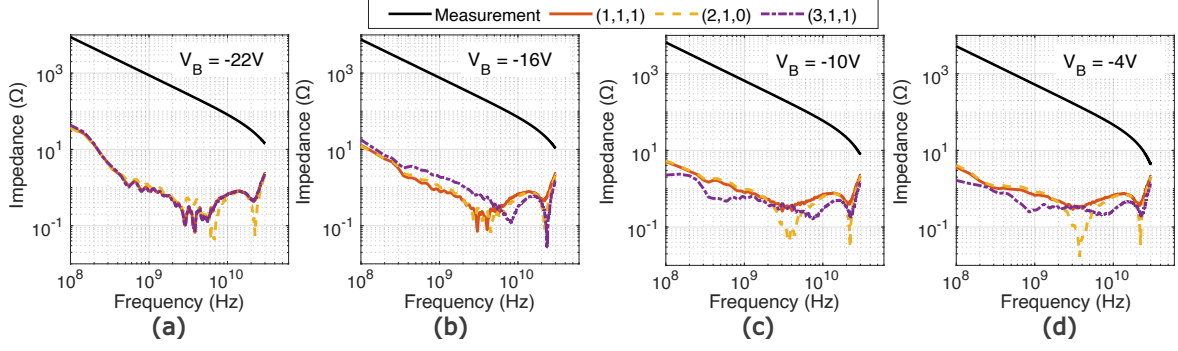 Measurement (1,1,1) (2,1,0) (3,1,1)
V_B = -22V
Impedance (Ω)
10^3
10^1
10^-1
10^8 10^9 10^10
Frequency (Hz)
(a)
V_B = -16V
Impedance (Ω)
10^3
10^1
10^-1
10^8 10^9 10^10
Frequency (Hz)
(b)
V_B = -10V
Impedance (Ω)
10^3
10^1
10^-1
10^8 10^9 10^10
Frequency (Hz)
(c)
V_B = -4V
Impedance (Ω)
10^3
10^1
10^-1
10^8 10^9 10^10
Frequency (Hz)
(d)